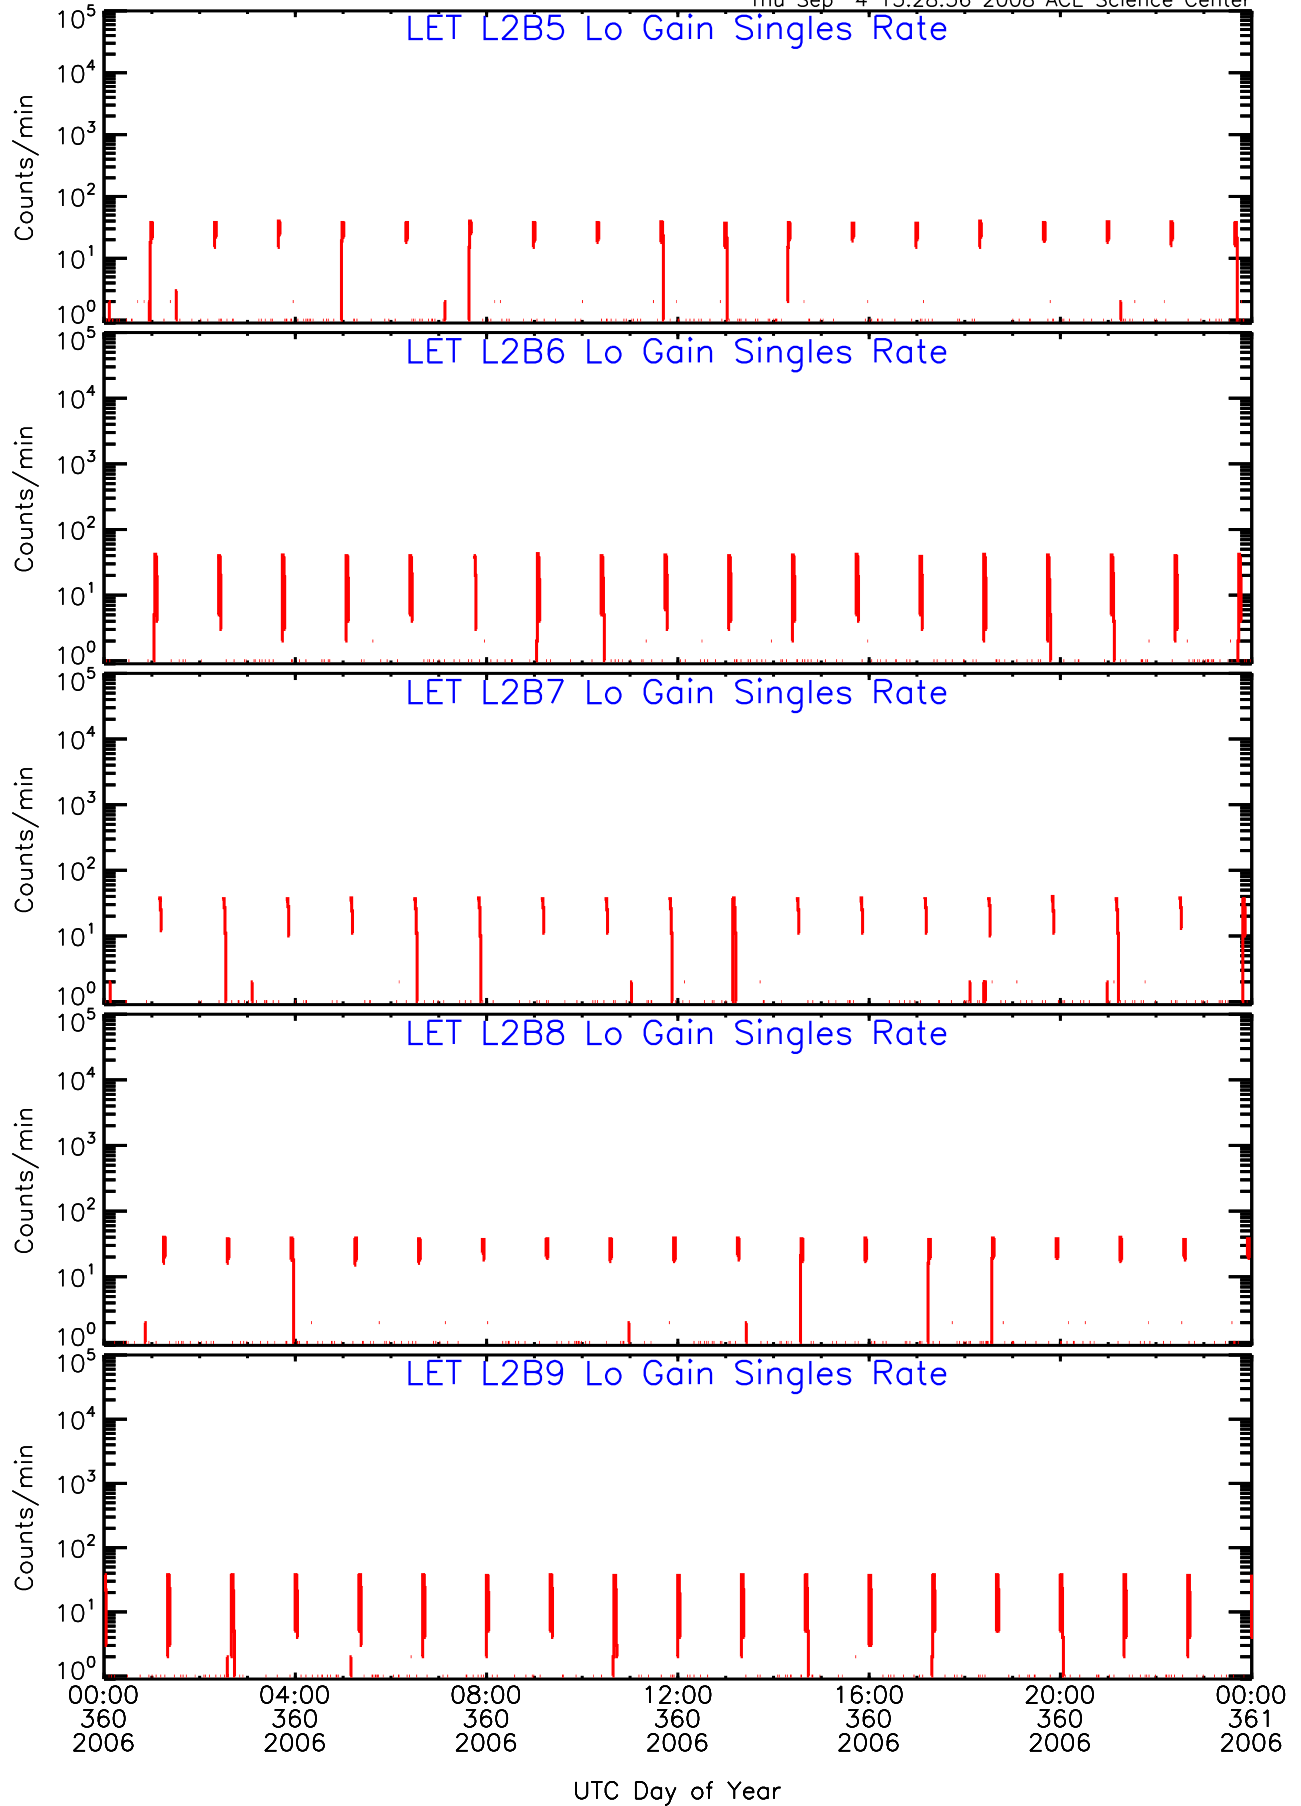 Thu Sep 4 15:28:56 2008 ACE Science Center
LET L2B5 Lo Gain Singles Rate
10^5
10^4
10^3
10^2
10^1
10^0
Counts/min
LET L2B6 Lo Gain Singles Rate
10^5
10^4
10^3
10^2
10^1
10^0
Counts/min
LET L2B7 Lo Gain Singles Rate
10^5
10^4
10^3
10^2
10^1
10^0
Counts/min
LET L2B8 Lo Gain Singles Rate
10^5
10^4
10^3
10^2
10^1
10^0
Counts/min
LET L2B9 Lo Gain Singles Rate
10^5
10^4
10^3
10^2
10^1
10^0
Counts/min
00:00 04:00 08:00 12:00 16:00 20:00 00:00
360 360 360 360 360 360 361
2006 2006 2006 2006 2006 2006 2006
UTC Day of Year